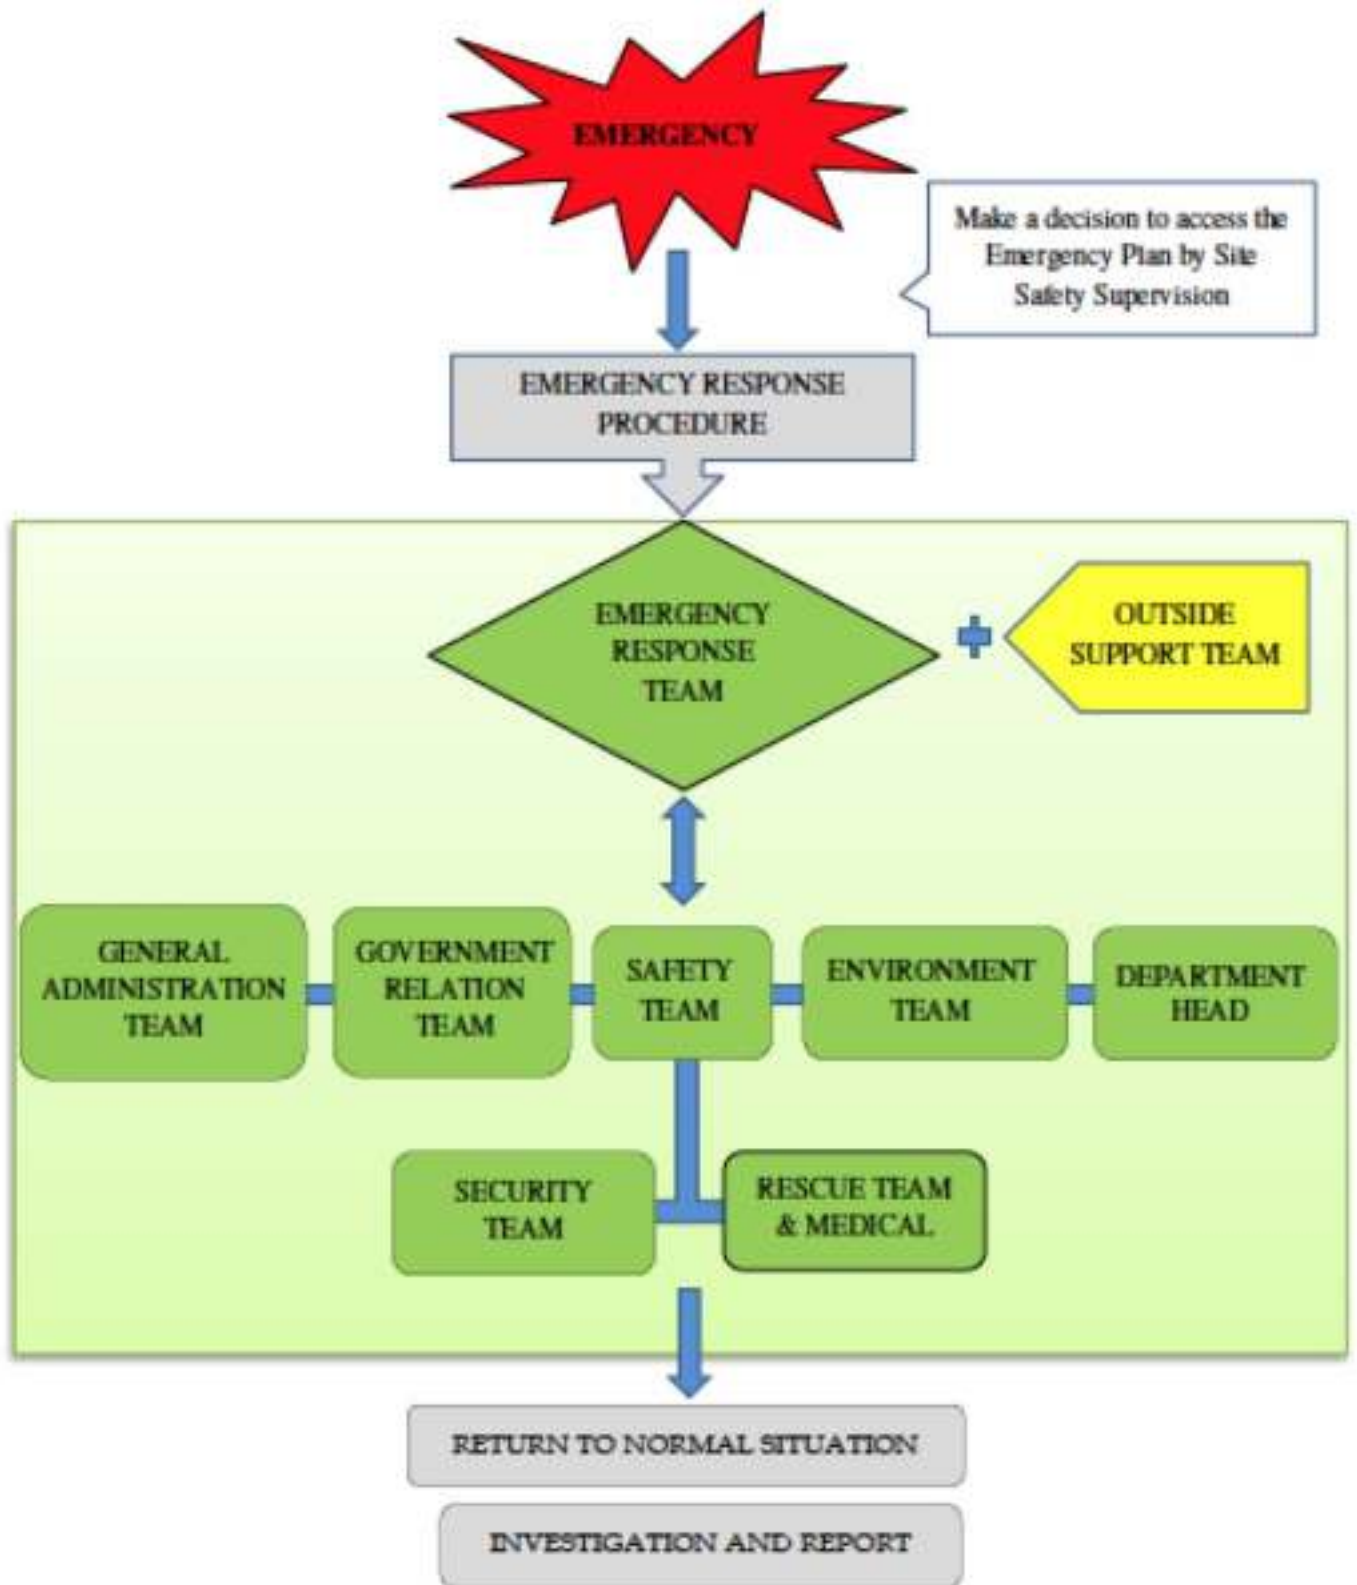 EMERGENCY
Make a decision to access the
Emergency Plan by Site
Safety Supervision
EMERGENCY RESPONSE
PROCEDURE
EMERGENCY
RESPONSE
TEAM
OUTSIDE
SUPPORT TEAM
GENERAL
ADMINISTRATION
TEAM
GOVERNMENT
RELATION
TEAM
SAFETY
TEAM
ENVIRONMENT
TEAM
DEPARTMENT
HEAD
SECURITY
TEAM
RESCUE TEAM
& MEDICAL
RETURN TO NORMAL SITUATION
INVESTIGATION AND REPORT